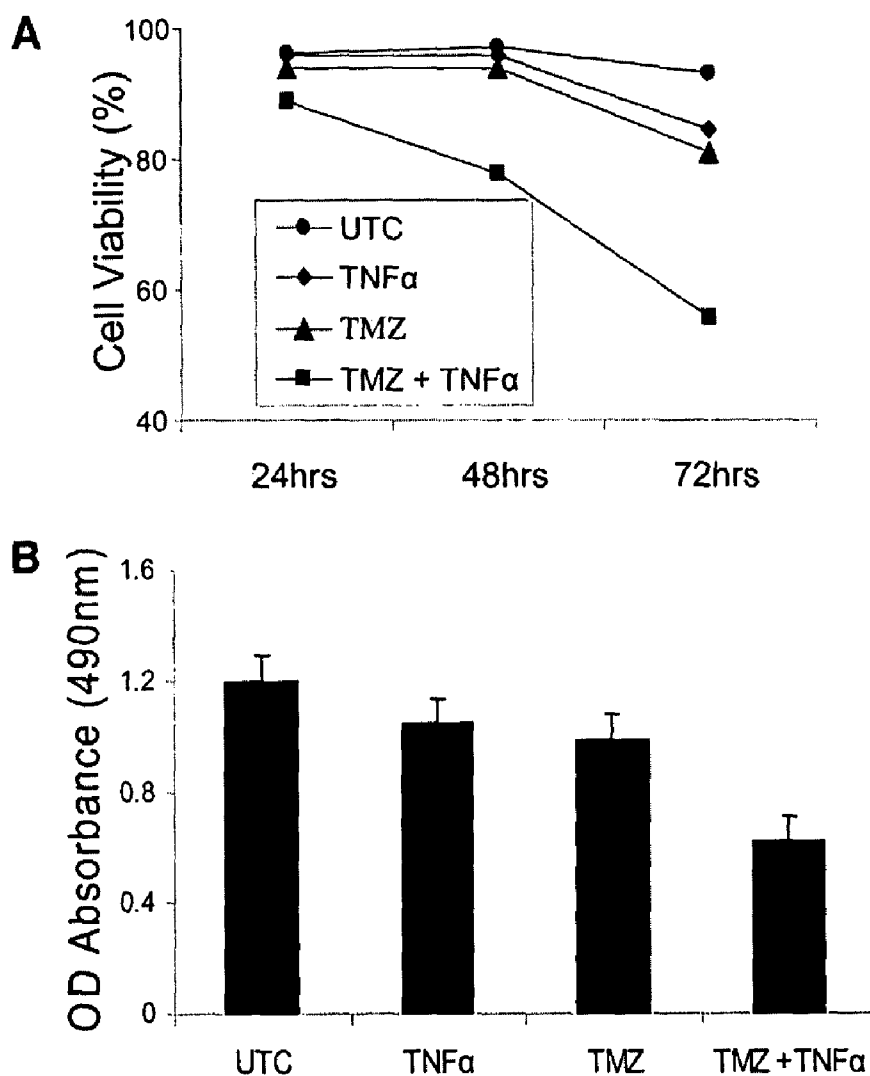 A
Cell Viability (%)
100
80
60
40
UTC
TNFα
TMZ
TMZ + TNFα
24hrs 48hrs 72hrs
B
OD Absorbance (490nm)
1.6
1.2
0.8
0.4
0
UTC TNFα TMZ TMZ +TNFα